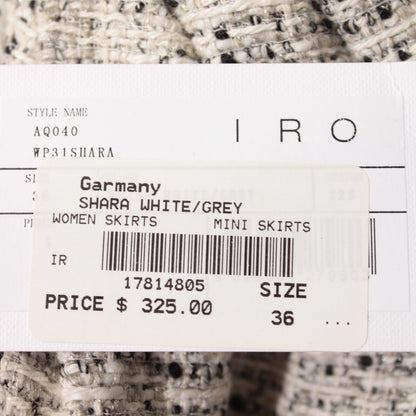 STYLE NAME
AQ040
WP31SHARA
IRO
Garmany
SHARA WHITE/GREY
WOMEN SKIRTS MINI SKIRTS
IR
17814805
PRICE $ 325.00
SIZE
36 ...